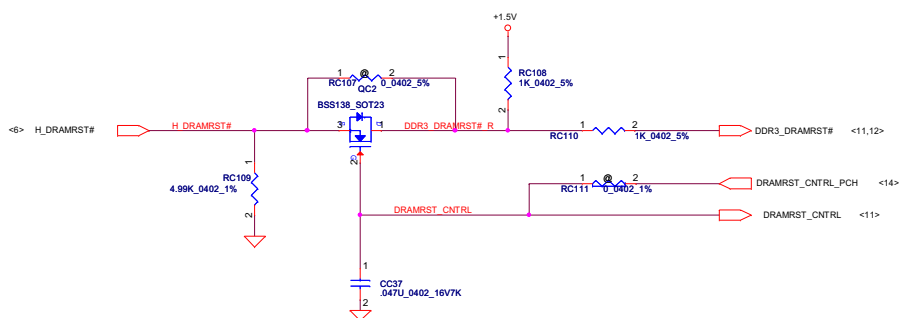 +1.5V
1 @ 2
RC107 0_0402_5%
QC2
BSS138_SOT23
1
RC108
1K_0402_5%
2
<6> H_DRAMRST#
H_DRAMRST#
3 S D 1
DDR3_DRAMRST#_R
1 2
RC110 1K_0402_5%
DDR3_DRAMRST# <11,12>
2 G
1
RC109
4.99K_0402_1%
2
1 @ 2
RC111 0_0402_1%
DRAMRST_CNTRL_PCH <14>
DRAMRST_CNTRL
DRAMRST_CNTRL <11>
1
CC37
.047U_0402_16V7K
2